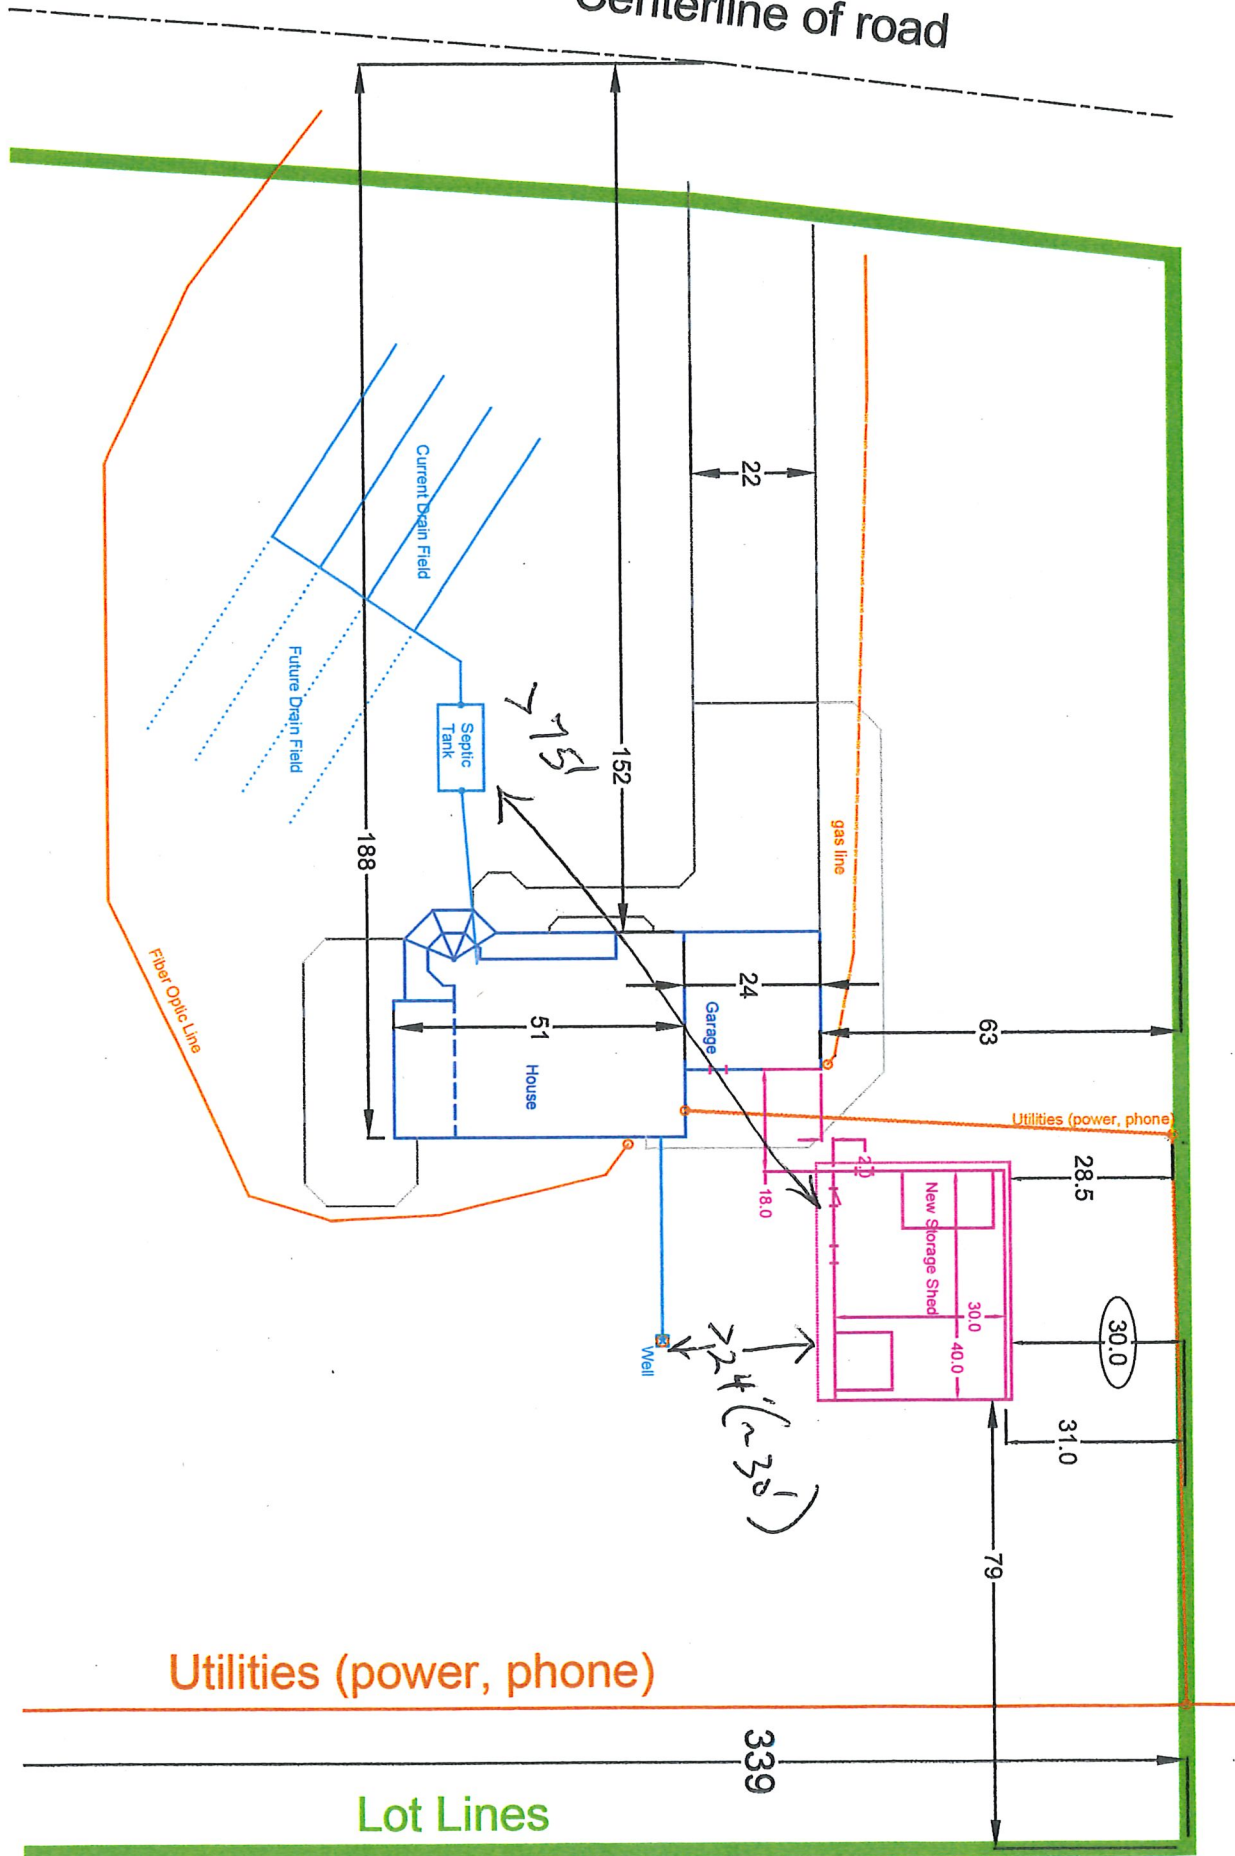 Centerline of road
22
Current Drain Field
Future Drain Field
Septic
Tank
>75'
152
188
gas line
Fiber Optic Line
24
Garage
51
House
63
Utilities (power, phone)
28.5
18.0
New Storage Shed
30.0
40.0
30.0
31.0
Well
>24' (~30')
79
Utilities (power, phone)
339
Lot Lines